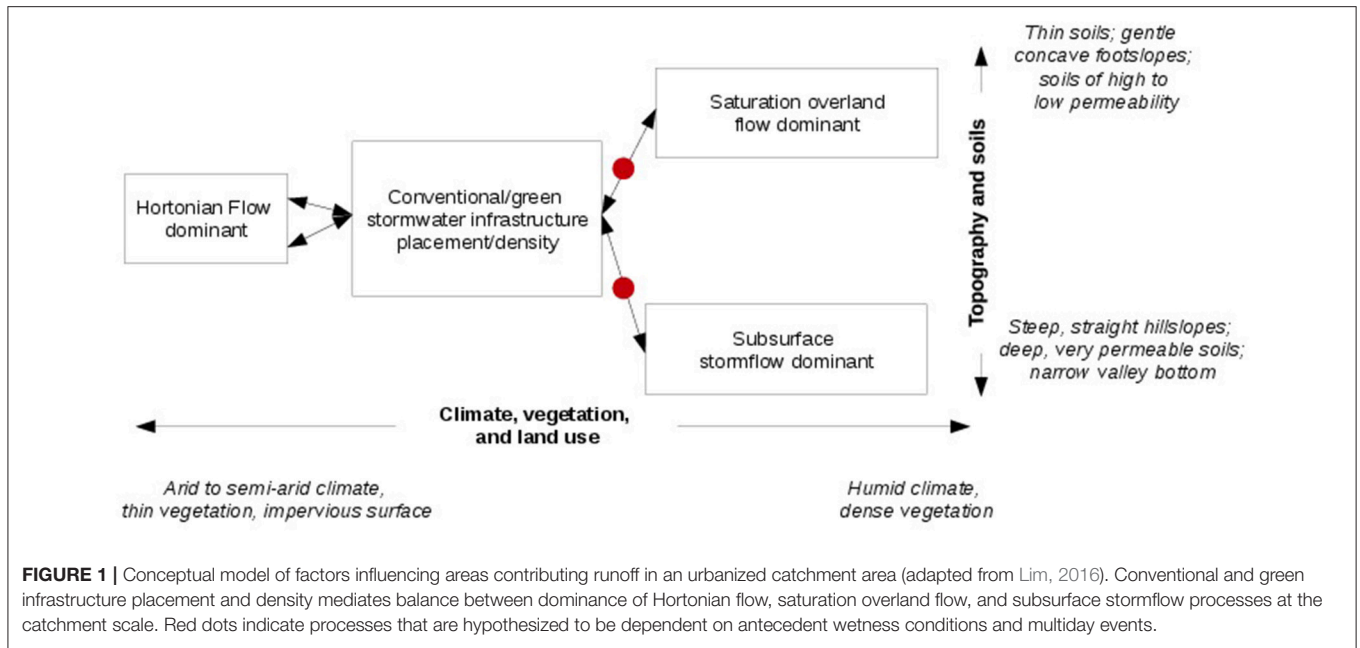 Thin soils; gentle
concave footslopes;
soils of high to
low permeability
Saturation overland
flow dominant
Hortonian Flow
dominant
Conventional/green
stormwater infrastructure
placement/density
Topography and soils
Subsurface
stormflow dominant
Steep, straight hillslopes;
deep, very permeable soils;
narrow valley bottom
Climate, vegetation,
and land use
Arid to semi-arid climate,
thin vegetation, impervious surface
Humid climate,
dense vegetation
FIGURE 1 | Conceptual model of factors influencing areas contributing runoff in an urbanized catchment area (adapted from Lim, 2016). Conventional and green
infrastructure placement and density mediates balance between dominance of Hortonian flow, saturation overland flow, and subsurface stormflow processes at the
catchment scale. Red dots indicate processes that are hypothesized to be dependent on antecedent wetness conditions and multiday events.